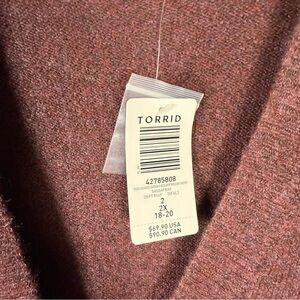 TORRID
42785808
2
2X
18-20
$69.90 USA
$90.90 CAN